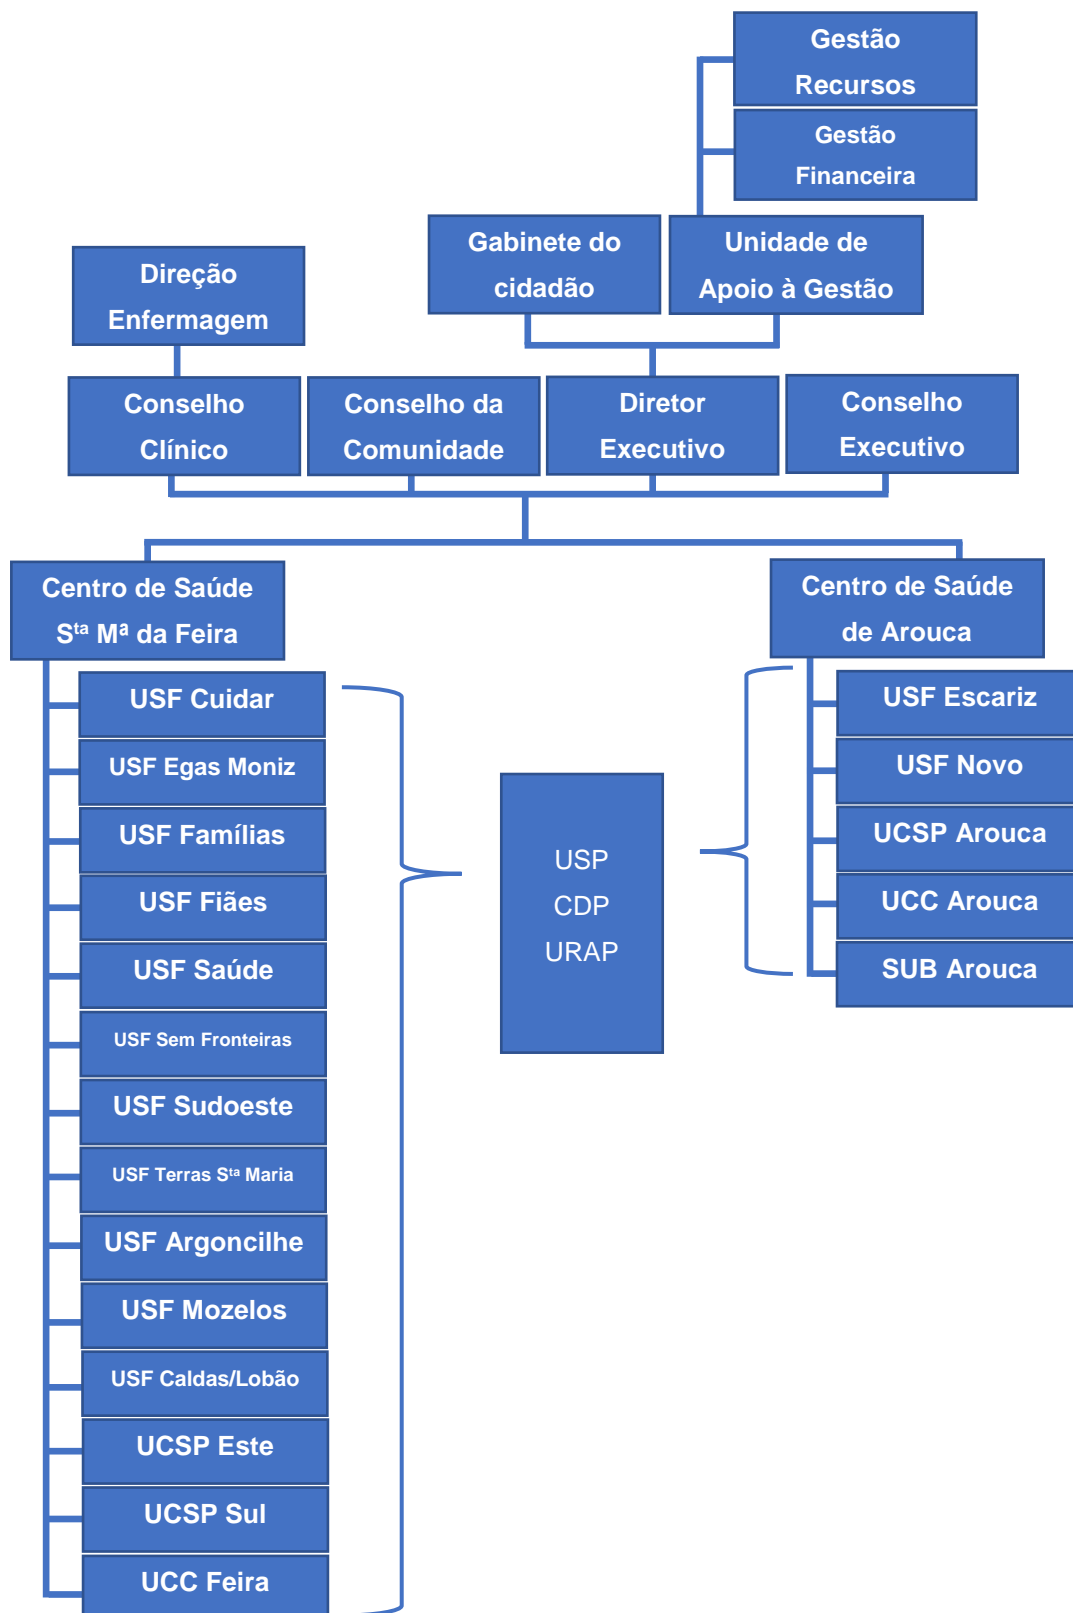 Gestão
Recursos
Gestão
Financeira
Gabinete do
cidadão
Unidade de
Apoio à Gestão
Direção
Enfermagem
Conselho
Clínico
Conselho da
Comunidade
Diretor
Executivo
Conselho
Executivo
Centro de Saúde
Sta Mª da Feira
Centro de Saúde
de Arouca
USF Cuidar
USF Egas Moniz
USF Famílias
USF Fiães
USF Saúde
USF Sem Fronteiras
USF Sudoeste
USF Terras Sta Maria
USF Argoncilhe
USF Mozelos
USF Caldas/Lobão
UCSP Este
UCSP Sul
UCC Feira
USP
CDP
URAP
USF Escariz
USF Novo
UCSP Arouca
UCC Arouca
SUB Arouca